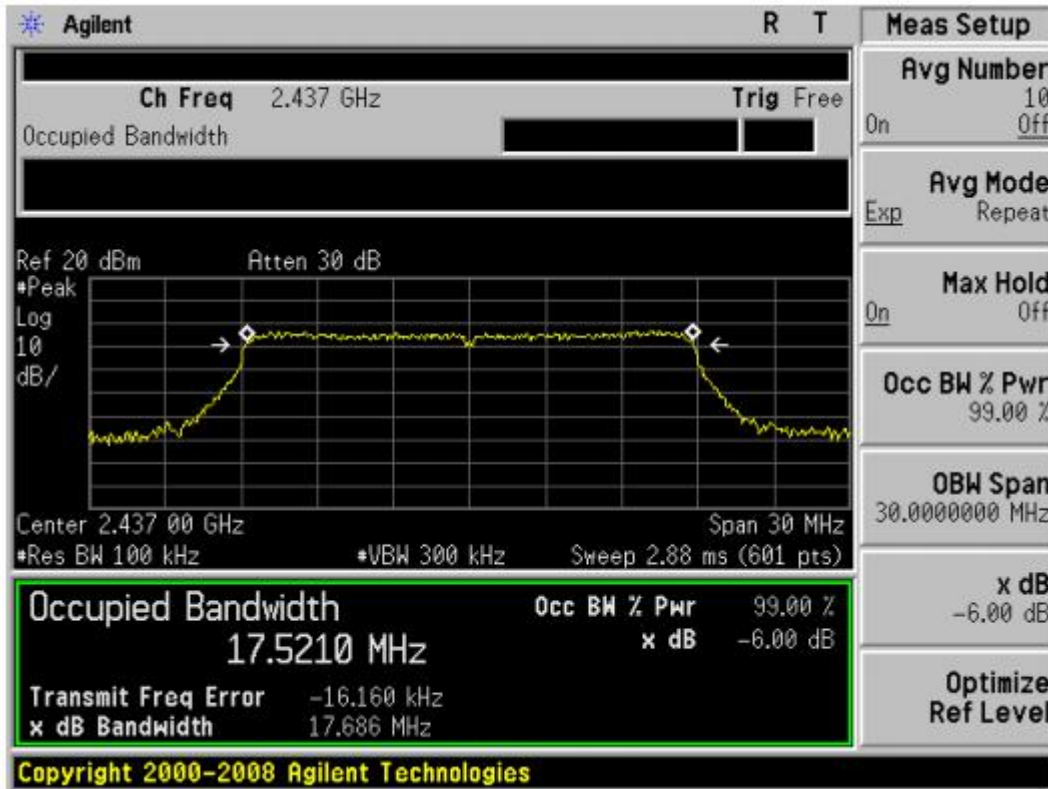 Agilent R T
Ch Freq 2.437 GHz Trig Free
Occupied Bandwidth
Ref 20 dBm Atten 30 dB
#Peak
Log
10
dB/
Center 2.437 00 GHz Span 30 MHz
#Res BW 100 kHz #VBW 300 kHz Sweep 2.88 ms (601 pts)
Occupied Bandwidth Occ BW % Pwr 99.00 %
17.5210 MHz x dB -6.00 dB
Transmit Freq Error -16.160 kHz
x dB Bandwidth 17.686 MHz
Copyright 2000-2008 Agilent Technologies
Meas Setup
Avg Number
10
On Off
Avg Mode
Exp Repeat
Max Hold
On Off
Occ BW % Pwr
99.00 %
OBW Span
30.0000000 MHz
x dB
-6.00 dB
Optimize
Ref Level